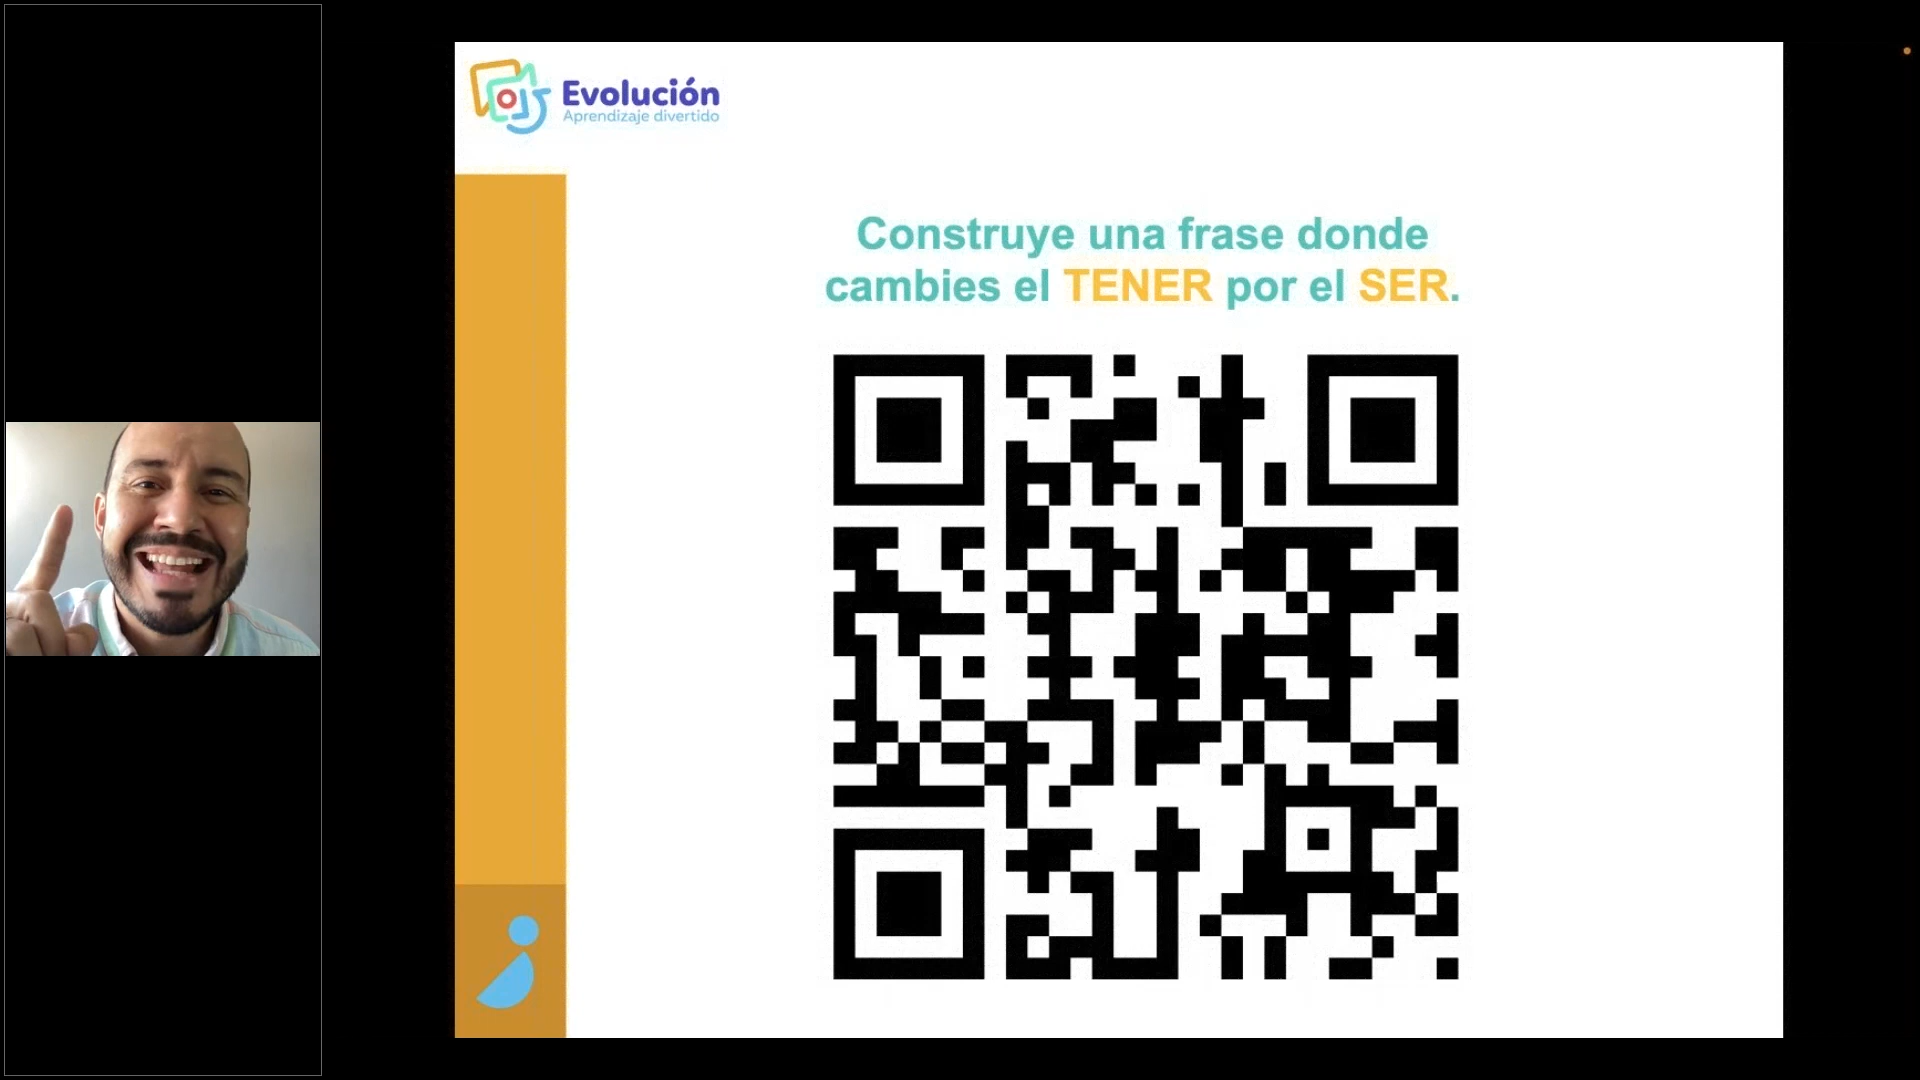 Evolución
Aprendizaje divertido
Construye una frase donde
cambies el TENER por el SER.